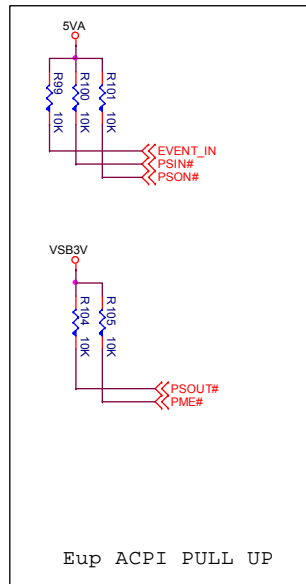 5VA
R99 10K
R100 10K
R101 10K
EVENT_IN
PSIN#
PSON#
VSB3V
R104 10K
R105 10K
PSOUT#
PME#
Eup ACPI PULL UP